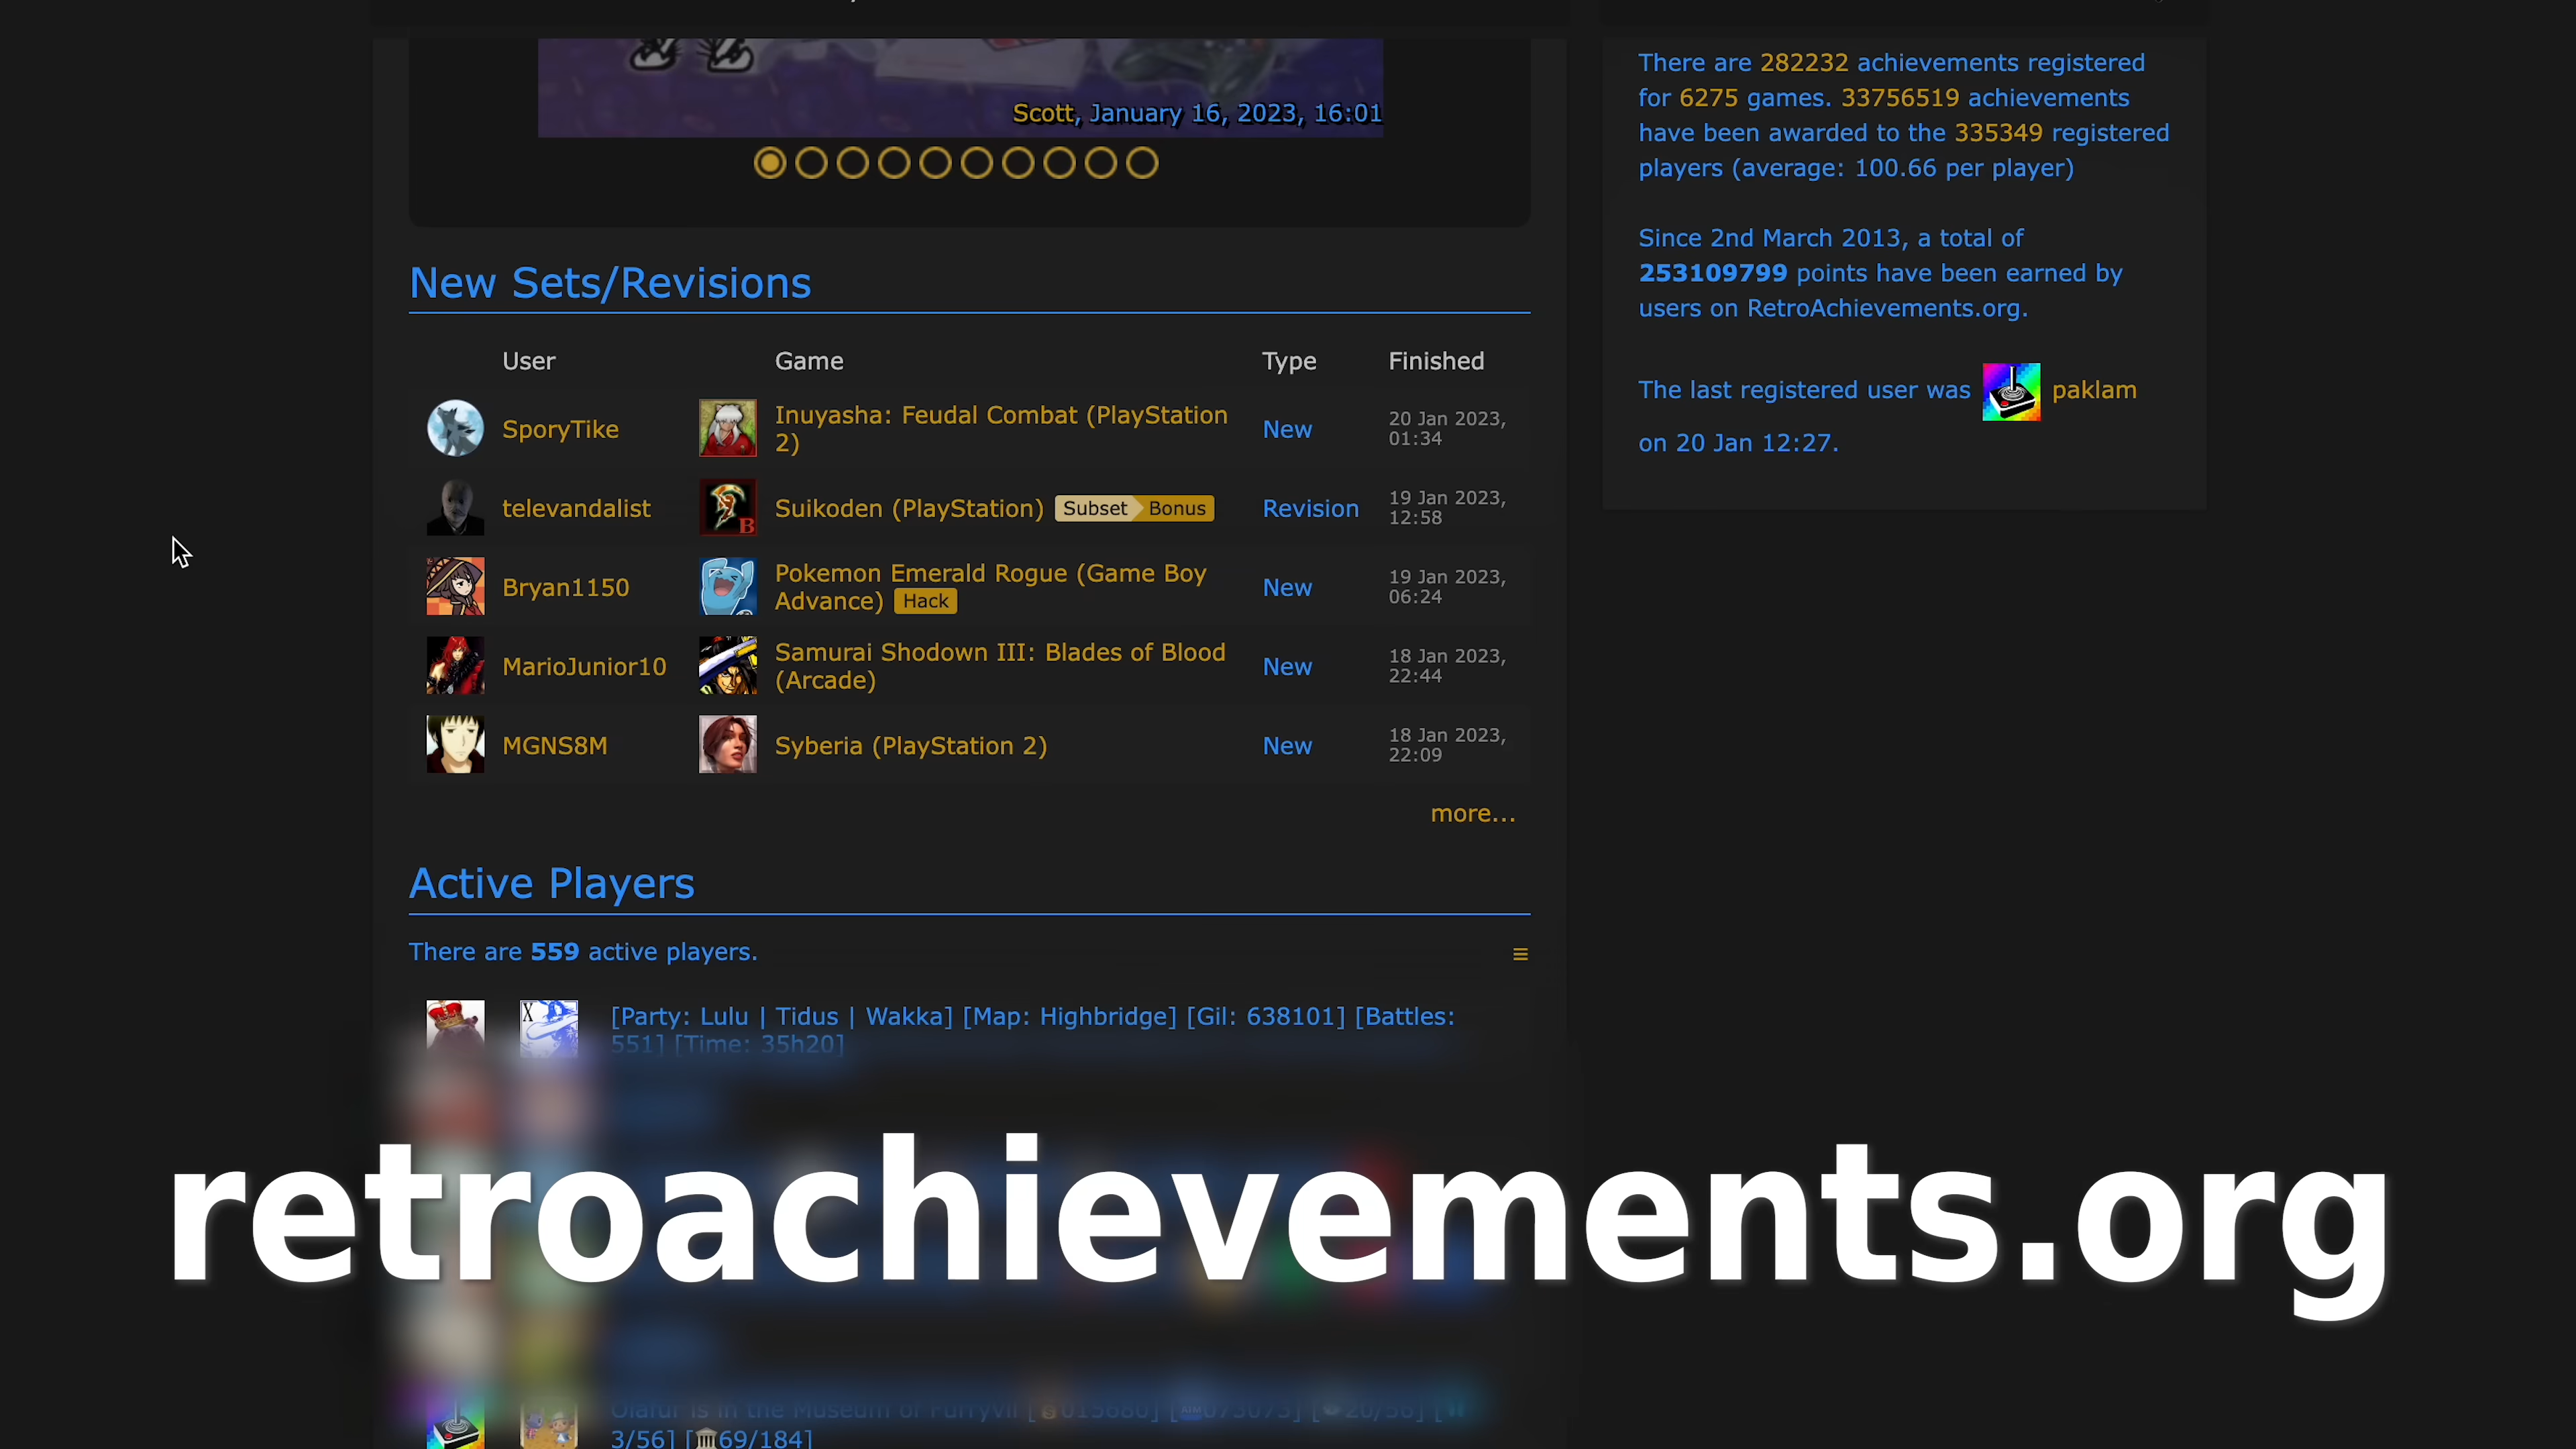 Scott, January 16, 2023, 16:01
New Sets/Revisions
User Game Type Finished
SporyTike Inuyasha: Feudal Combat (PlayStation 2) New 20 Jan 2023, 01:34
televandalist Suikoden (PlayStation) Subset Bonus Revision 19 Jan 2023, 12:58
Bryan1150 Pokemon Emerald Rogue (Game Boy Advance) Hack New 19 Jan 2023, 06:24
MarioJunior10 Samurai Shodown III: Blades of Blood (Arcade) New 18 Jan 2023, 22:44
MGNS8M Syberia (PlayStation 2) New 18 Jan 2023, 22:09
more...
Active Players
There are 559 active players.
[Party: Lulu | Tidus | Wakka] [Map: Highbridge] [Gil: 638101] [Battles:
551] [Time: 35h20]
is in the Museum of
3/56] [🏛69/184]
There are 282232 achievements registered
for 6275 games. 33756519 achievements
have been awarded to the 335349 registered
players (average: 100.66 per player)
Since 2nd March 2013, a total of
253109799 points have been earned by
users on RetroAchievements.org.
The last registered user was paklam
on 20 Jan 12:27.
retroachievements.org